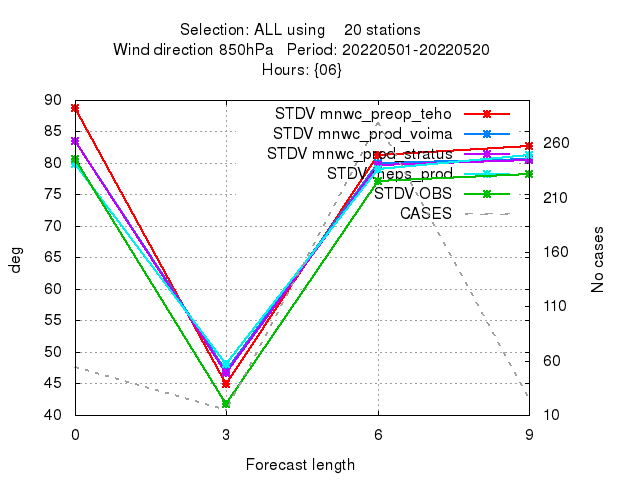 Selection: ALL using 20 stations
Wind direction 850hPa Period: 20220501-20220520
Hours: {06}
90
85
80
75
70
65
60
55
50
45
40
deg
STDV mnwc_preop_teho
STDV mnwc_prod_voima
STDV mnwc_prod_stratus
STDV meps_prod
STDV OBS
CASES
260
210
160
110
60
10
No cases
0 3 6 9
Forecast length